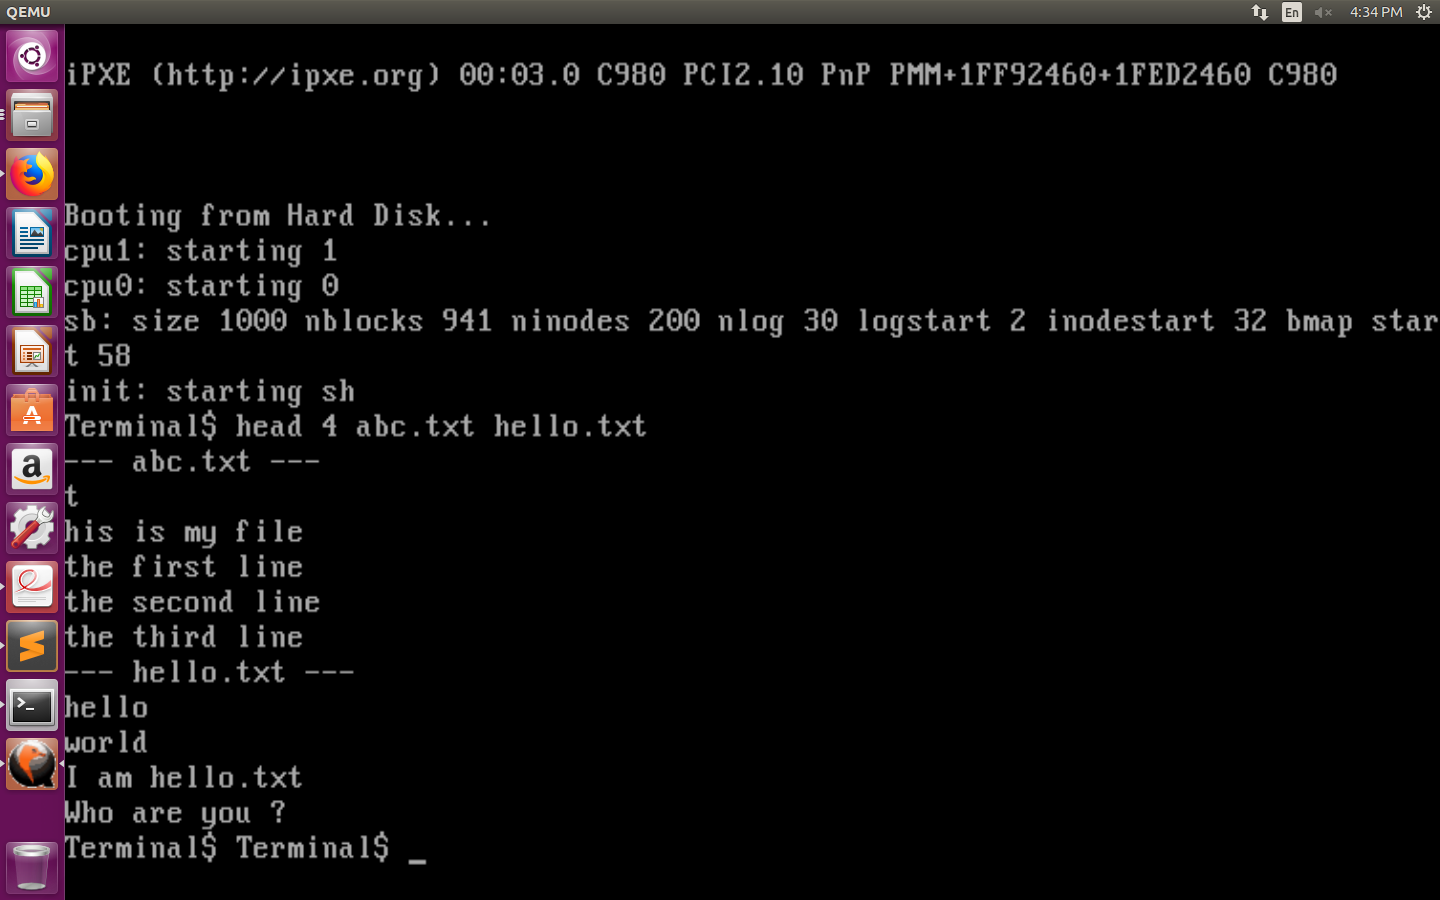 QEMU
En
4:34 PM
iPXE (http://ipxe.org) 00:03.0 C980 PCI2.10 PnP PMM+1FF92460+1FED2460 C980
Booting from Hard Disk...
cpu1: starting 1
cpu0: starting 0
sb: size 1000 nblocks 941 ninodes 200 nlog 30 logstart 2 inodestart 32 bmap star
t 58
init: starting sh
Terminal$ head 4 abc.txt hello.txt
--- abc.txt ---
t
his is my file
the first line
the second line
the third line
--- hello.txt ---
hello
world
I am hello.txt
Who are you ?
Terminal$ Terminal$ _